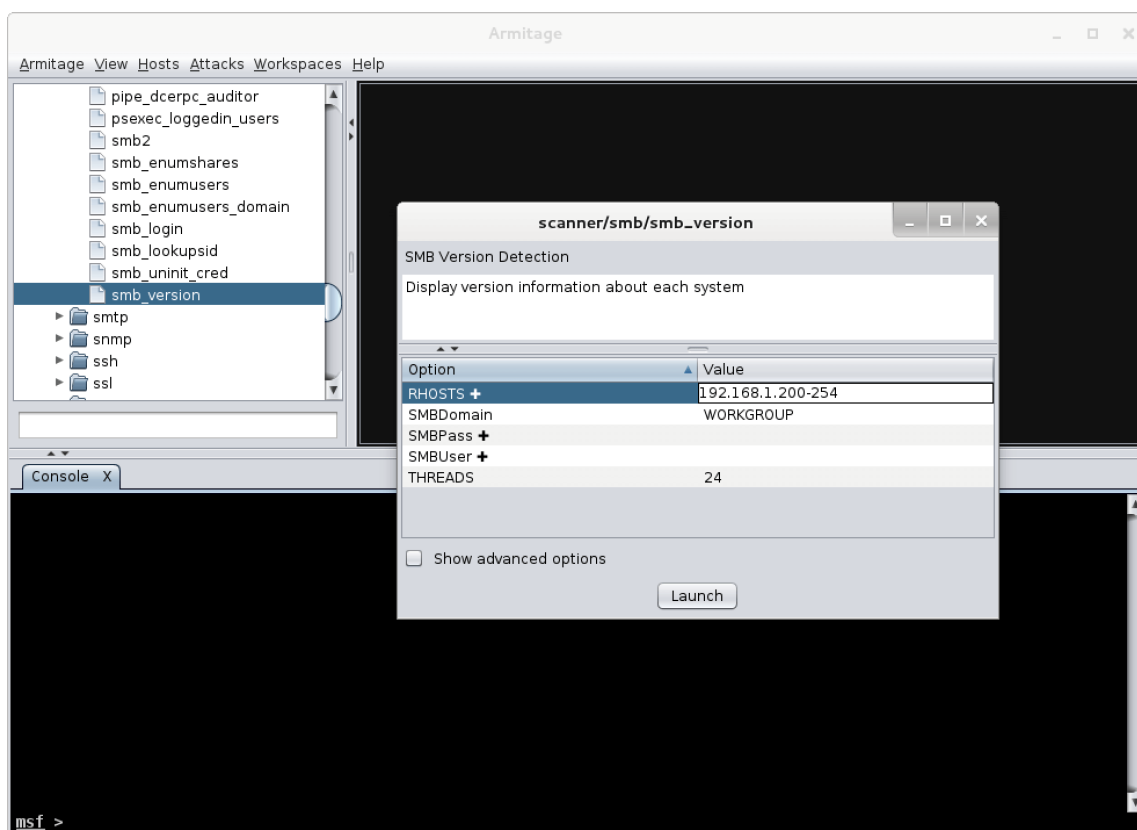 Armitage
Armitage View Hosts Attacks Workspaces Help
pipe_dcerpc_auditor
psexec_loggedin_users
smb2
smb_enumshares
smb_enumusers
smb_enumusers_domain
smb_login
smb_lookupsid
smb_uninit_cred
smb_version
smtp
snmp
ssh
ssl
scanner/smb/smb_version
SMB Version Detection
Display version information about each system
Option Value
RHOSTS + 192.168.1.200-254
SMBDomain WORKGROUP
SMBPass +
SMBUser +
THREADS 24
Show advanced options
Launch
Console X
msf >